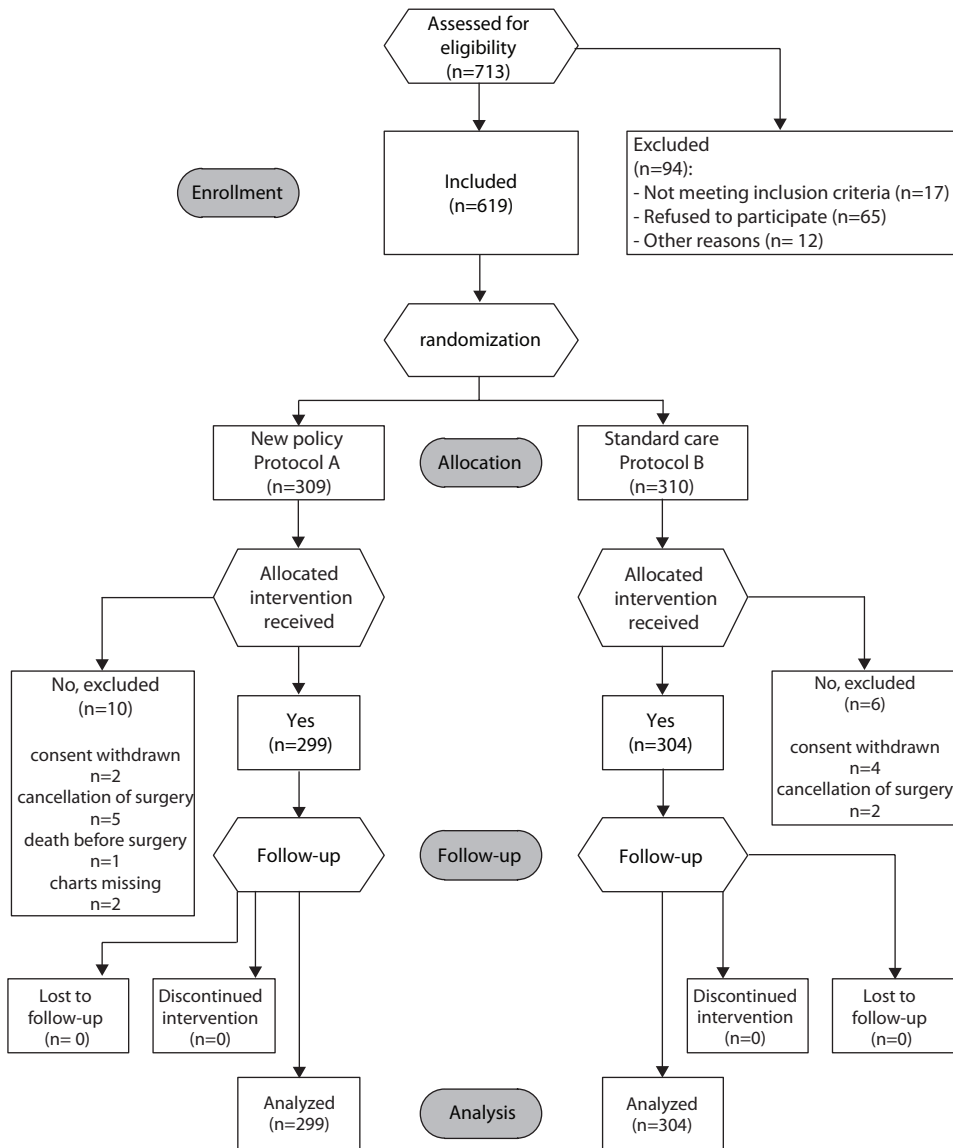 Assessed for
eligibility
(n=713)
Enrollment
Included
(n=619)
Excluded
(n=94):
- Not meeting inclusion criteria (n=17)
- Refused to participate (n=65)
- Other reasons (n= 12)
randomization
New policy
Protocol A
(n=309)
Allocation
Standard care
Protocol B
(n=310)
Allocated
intervention
received
Allocated
intervention
received
No, excluded
(n=10)
consent withdrawn
n=2
cancellation of surgery
n=5
death before surgery
n=1
charts missing
n=2
Yes
(n=299)
Yes
(n=304)
No, excluded
(n=6)
consent withdrawn
n=4
cancellation of surgery
n=2
Follow-up
Follow-up
Follow-up
Lost to
follow-up
(n= 0)
Discontinued
intervention
(n=0)
Discontinued
intervention
(n=0)
Lost to
follow-up
(n=0)
Analyzed
(n=299)
Analysis
Analyzed
(n=304)